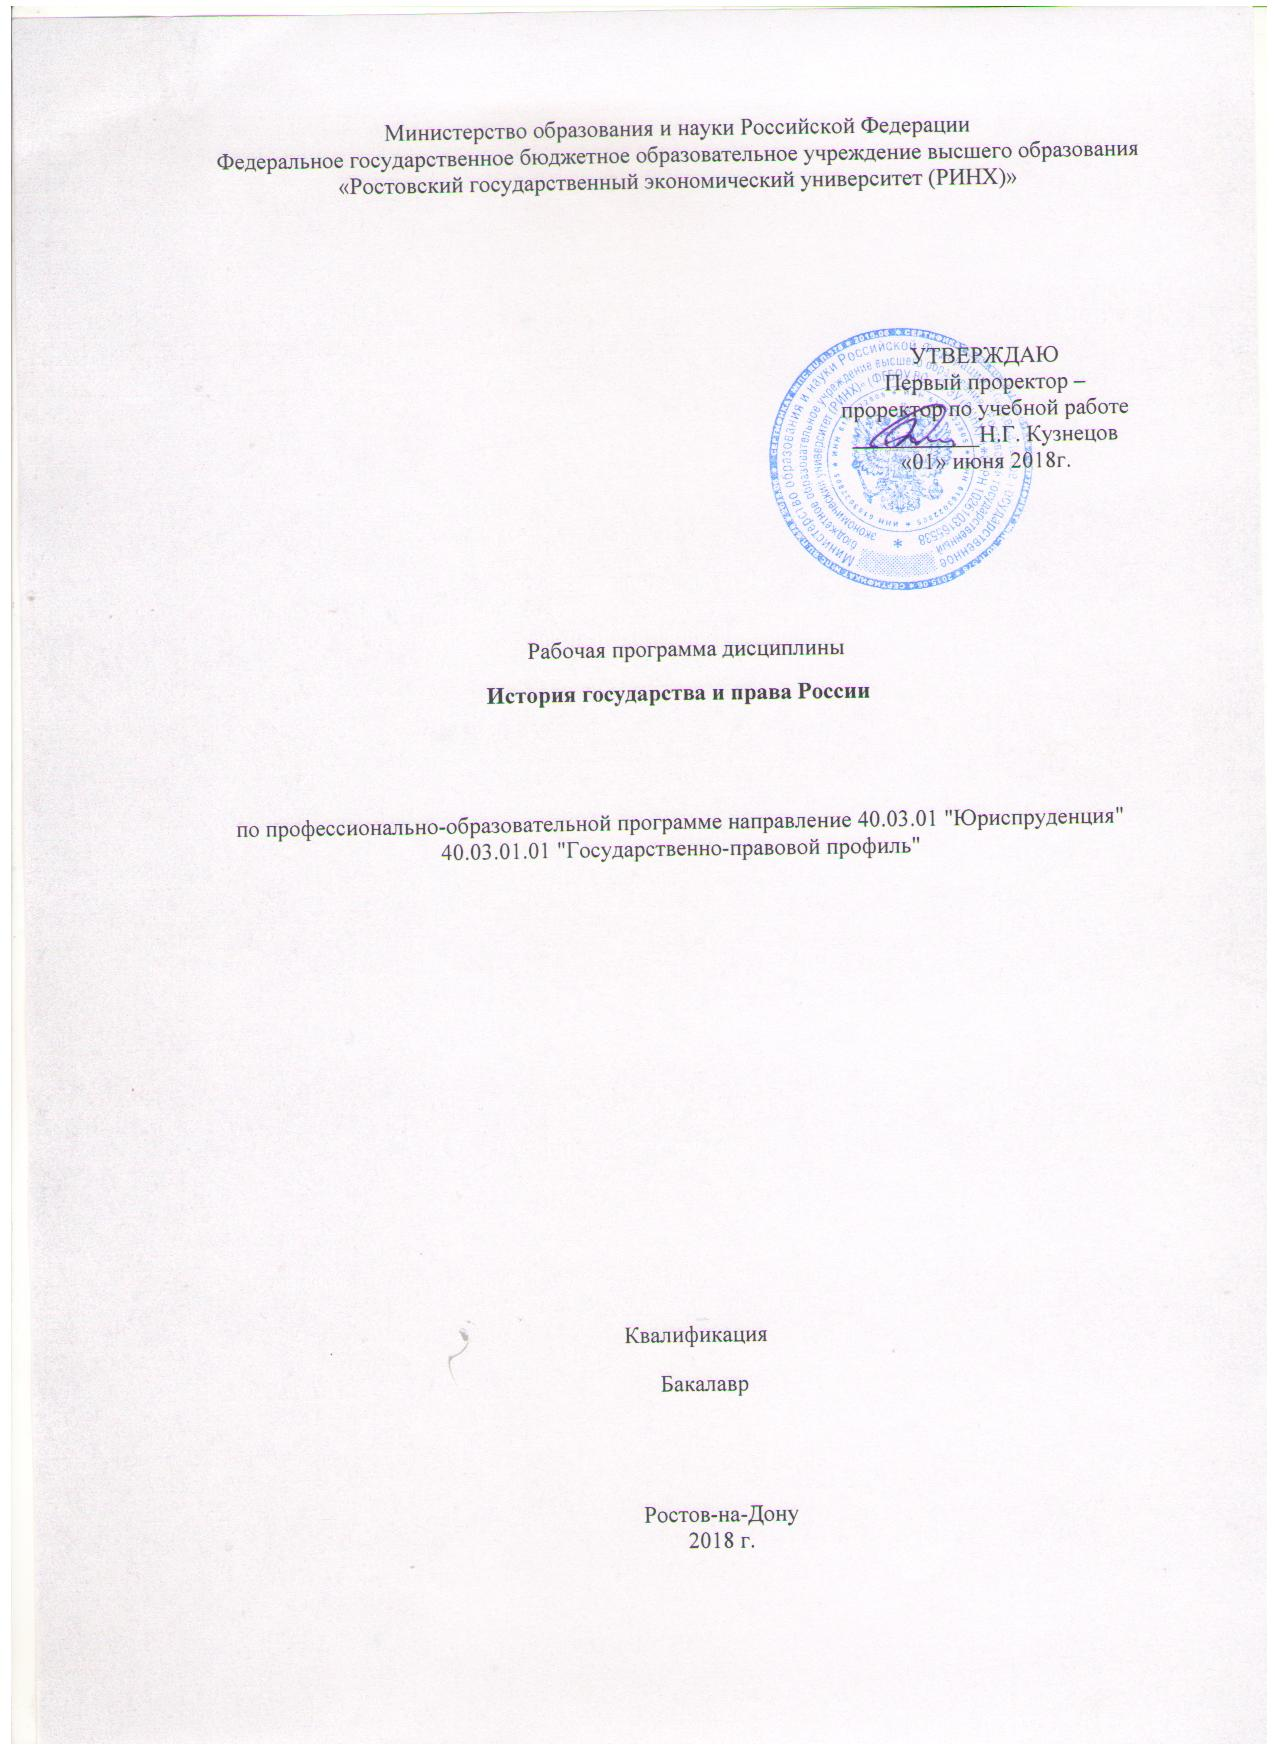 Министерство образования и науки Российской Федерации
Федеральное государственное бюджетное образовательное учреждение высшего образования
«Ростовский государственный экономический университет (РИНХ)»
УТВЕРЖДАЮ
Первый проректор –
проректор по учебной работе
Н.Г. Кузнецов
«01» июня 2018г.
Рабочая программа дисциплины
История государства и права России
по профессионально-образовательной программе направление 40.03.01 "Юриспруденция"
40.03.01.01 "Государственно-правовой профиль"
Квалификация
Бакалавр
Ростов-на-Дону
2018 г.